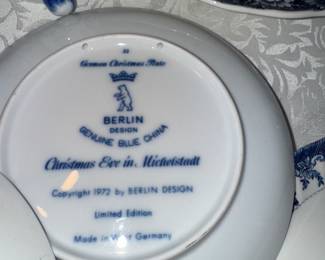 German Christmas Plate
BERLIN
DESIGN
GENUINE BLUE CHINA
Christmas Eve in Michelstadt
Copyright 1972 by BERLIN DESIGN
Limited Edition
Made in West Germany